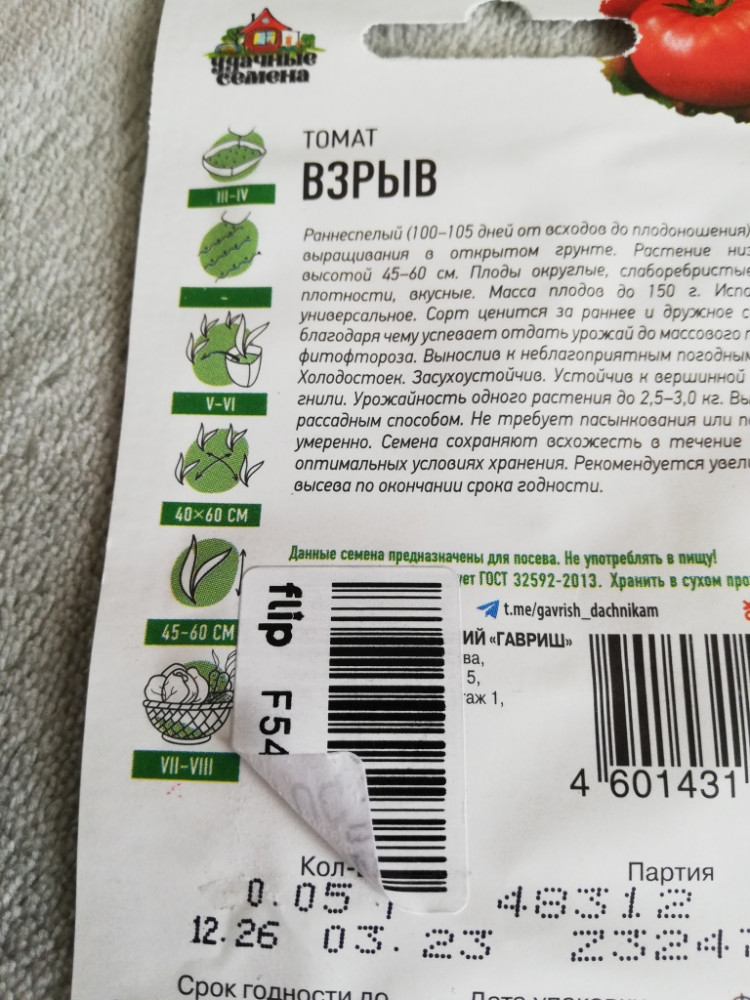 удачные
семена
ТОМАТ
ВЗРЫВ
III–IV
-
V–VI
40×60 СМ
45–60 СМ
VII–VIII
Раннеспелый (100–105 дней от всходов до плодоношения)
выращивания в открытом грунте. Растение
высотой 45–60 см. Плоды округлые, слаборебристые
плотности, вкусные. Масса плодов до 150 г.
универсальное. Сорт ценится за раннее и дружное
благодаря чему успевает отдать урожай до массового
фитофтороза. Вынослив к неблагоприятным погодным
Холодостоек. Засухоустойчив. Устойчив к вершинной
гнили. Урожайность одного растения до 2,5–3,0 кг.
рассадным способом. Не требует пасынкования или
умеренно. Семена сохраняют всхожесть в течение
оптимальных условиях хранения. Рекомендуется
высева по окончании срока годности.
Данные семена предназначены для посева. Не употреблять в пищу!
ГОСТ 32592-2013. Хранить в сухом
t.me/gavrish_dachnikam
«ГАВРИШ»
5,
1,
flip F54
4 601431
Кол-
Партия
0.05
48312
12.26
03.23
Срок годности до